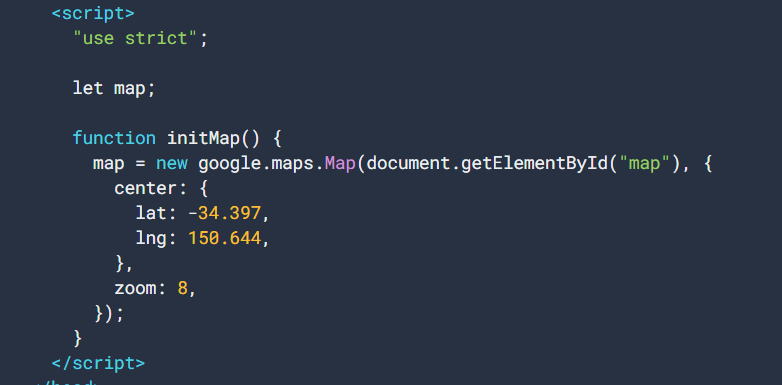 <script>
"use strict";
let map;
function initMap() {
map = new google.maps.Map(document.getElementById("map"), {
center: {
lat: -34.397,
lng: 150.644,
},
zoom: 8,
});
}
</script>